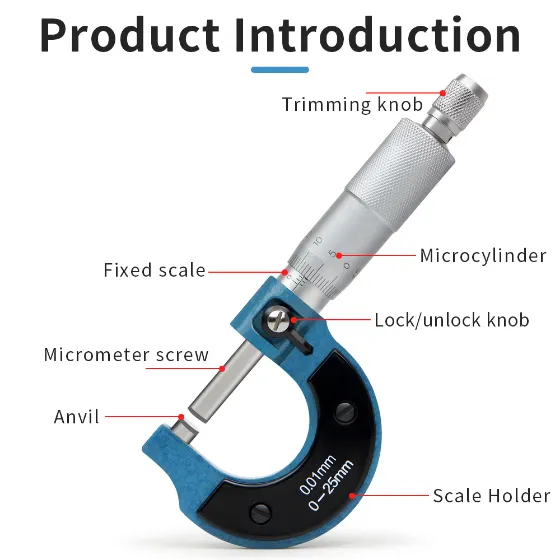 Product Introduction
Trimming knob
10
5
0
Microcylinder
Fixed scale
0
Lock/unlock knob
Micrometer screw
Anvil
0.01mm
0-25mm
Scale Holder